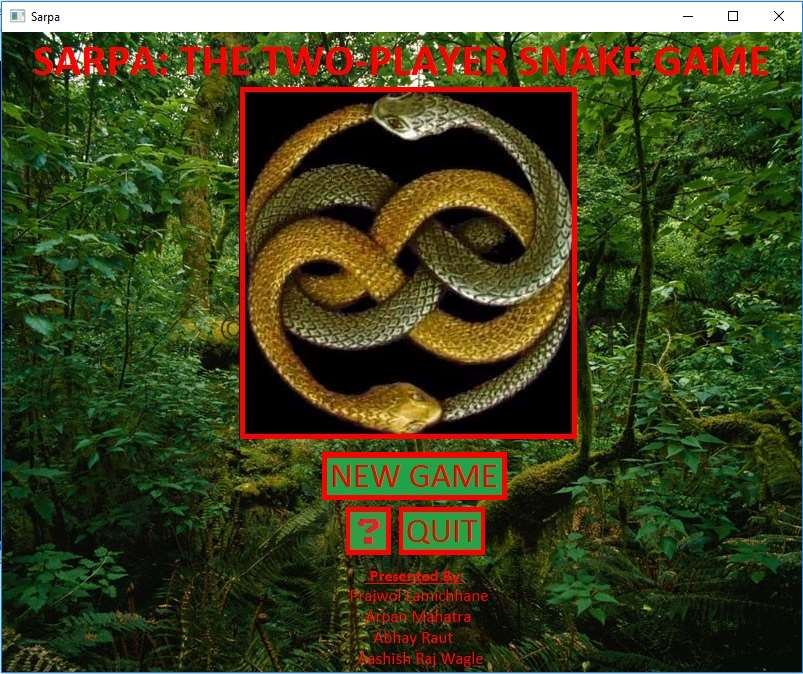 Sarpa
SARPA: THE TWO-PLAYER SNAKE GAME
NEW GAME
? QUIT
Presented By:
Prajwol Lamichhane
Arpan Mahatra
Abhay Raut
Aashish Raj Wagle